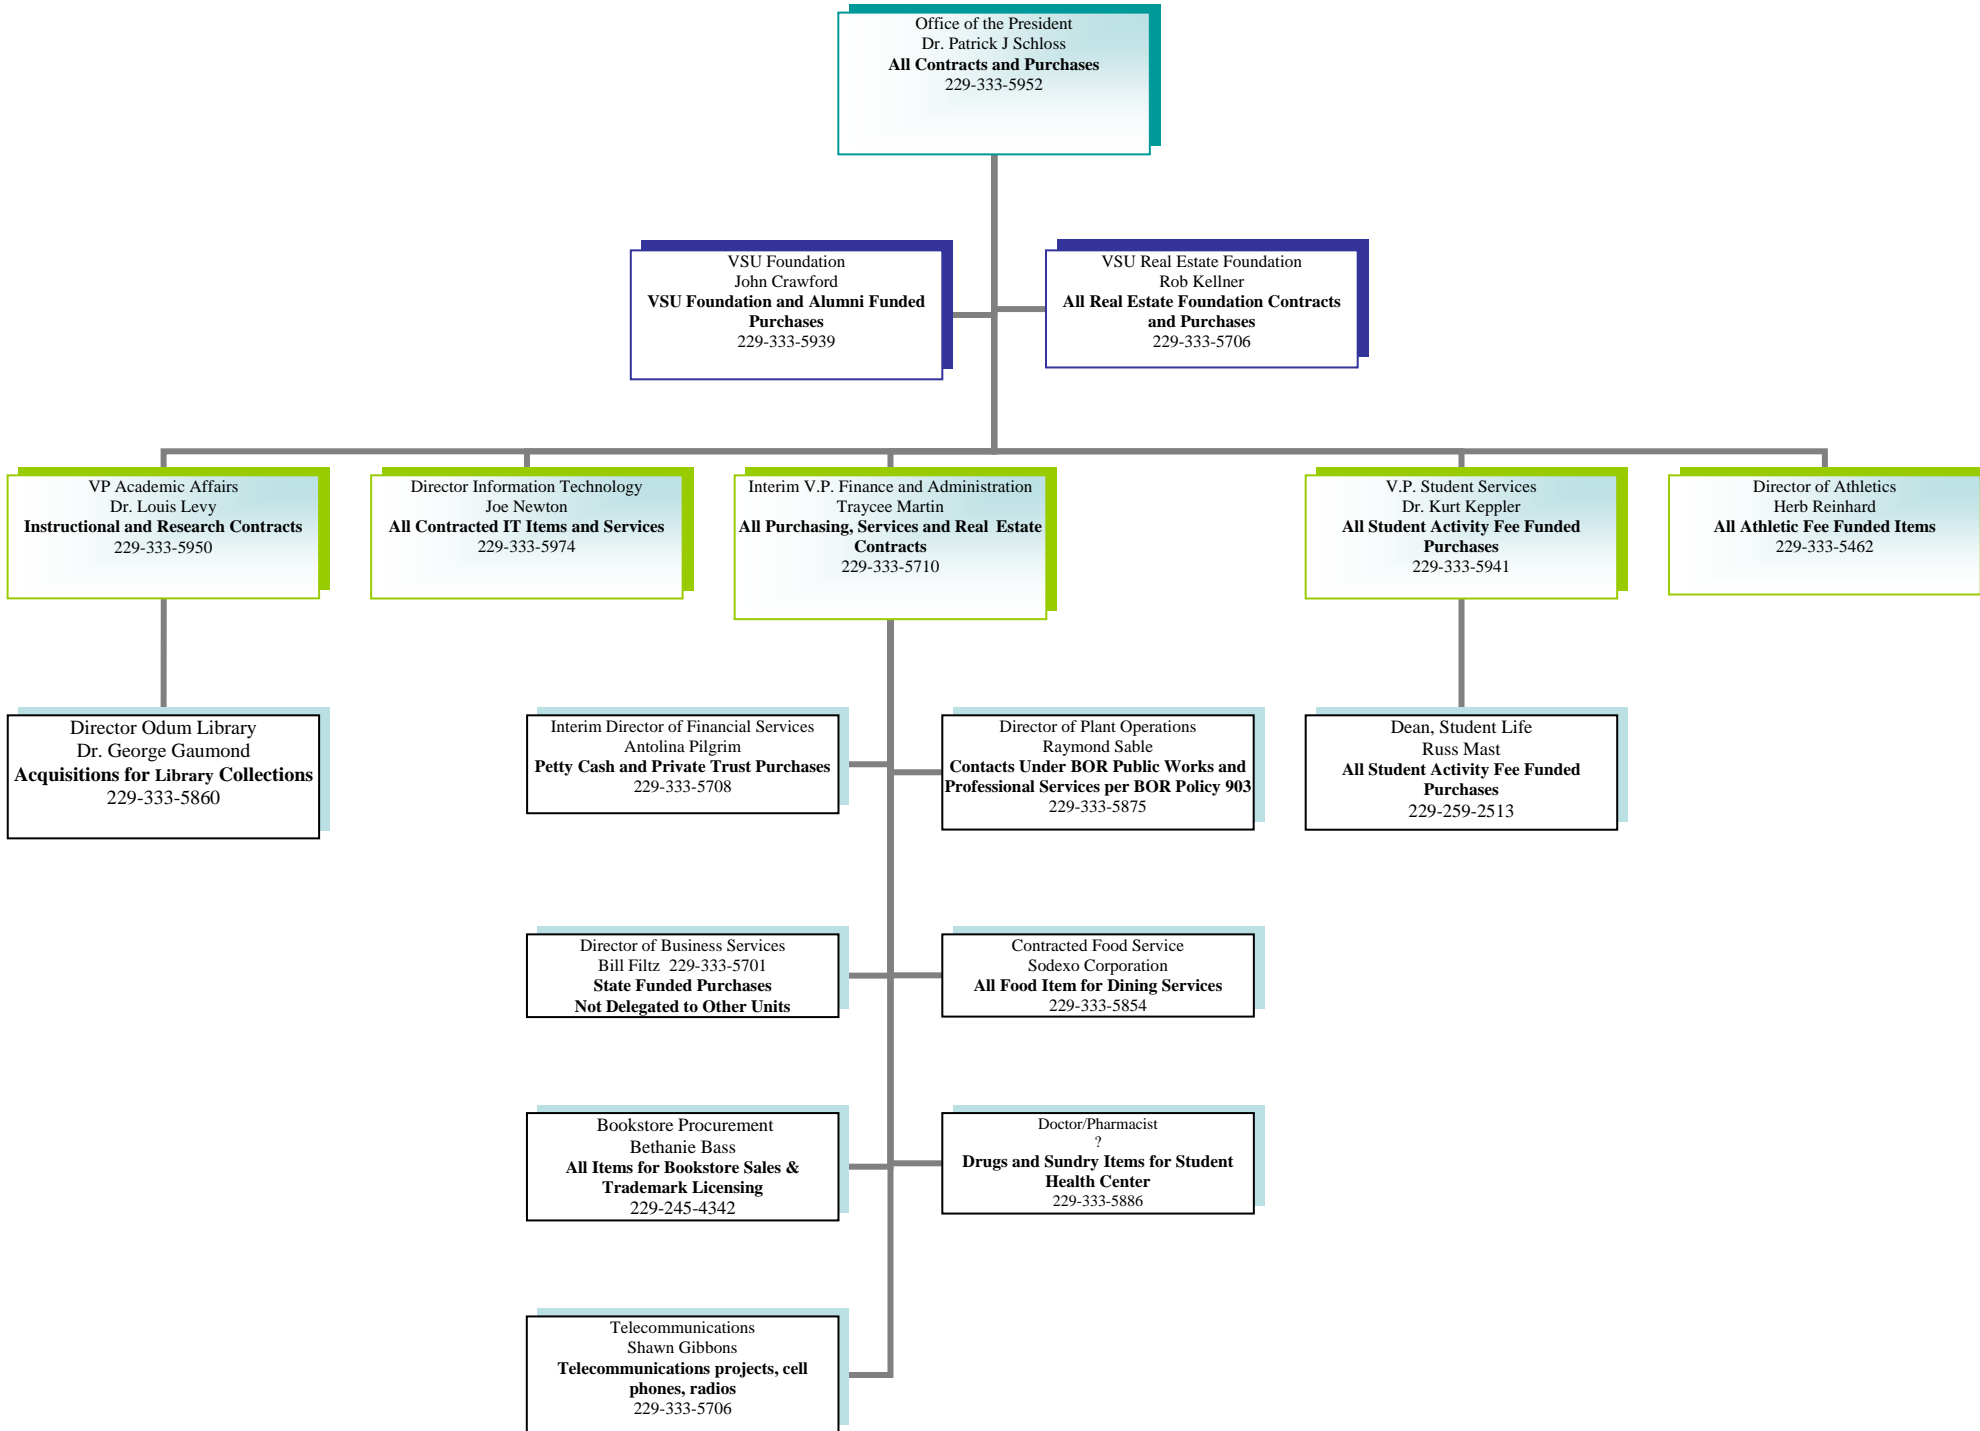 Office of the President
Dr. Patrick J Schloss
All Contracts and Purchases
229-333-5952
VSU Foundation
John Crawford
VSU Foundation and Alumni Funded
Purchases
229-333-5939
VSU Real Estate Foundation
Rob Kellner
All Real Estate Foundation Contracts
and Purchases
229-333-5706
VP Academic Affairs
Dr. Louis Levy
Instructional and Research Contracts
229-333-5950
Director Information Technology
Joe Newton
All Contracted IT Items and Services
229-333-5974
Interim V.P. Finance and Administration
Traycee Martin
All Purchasing, Services and Real Estate
Contracts
229-333-5710
V.P. Student Services
Dr. Kurt Keppler
All Student Activity Fee Funded
Purchases
229-333-5941
Director of Athletics
Herb Reinhard
All Athletic Fee Funded Items
229-333-5462
Director Odum Library
Dr. George Gaumond
Acquisitions for Library Collections
229-333-5860
Interim Director of Financial Services
Antolina Pilgrim
Petty Cash and Private Trust Purchases
229-333-5708
Director of Plant Operations
Raymond Sable
Contacts Under BOR Public Works and
Professional Services per BOR Policy 903
229-333-5875
Dean, Student Life
Russ Mast
All Student Activity Fee Funded
Purchases
229-259-2513
Director of Business Services
Bill Filtz 229-333-5701
State Funded Purchases
Not Delegated to Other Units
Contracted Food Service
Sodexo Corporation
All Food Item for Dining Services
229-333-5854
Bookstore Procurement
Bethanie Bass
All Items for Bookstore Sales &
Trademark Licensing
229-245-4342
Doctor/Pharmacist
?
Drugs and Sundry Items for Student
Health Center
229-333-5886
Telecommunications
Shawn Gibbons
Telecommunications projects, cell
phones, radios
229-333-5706